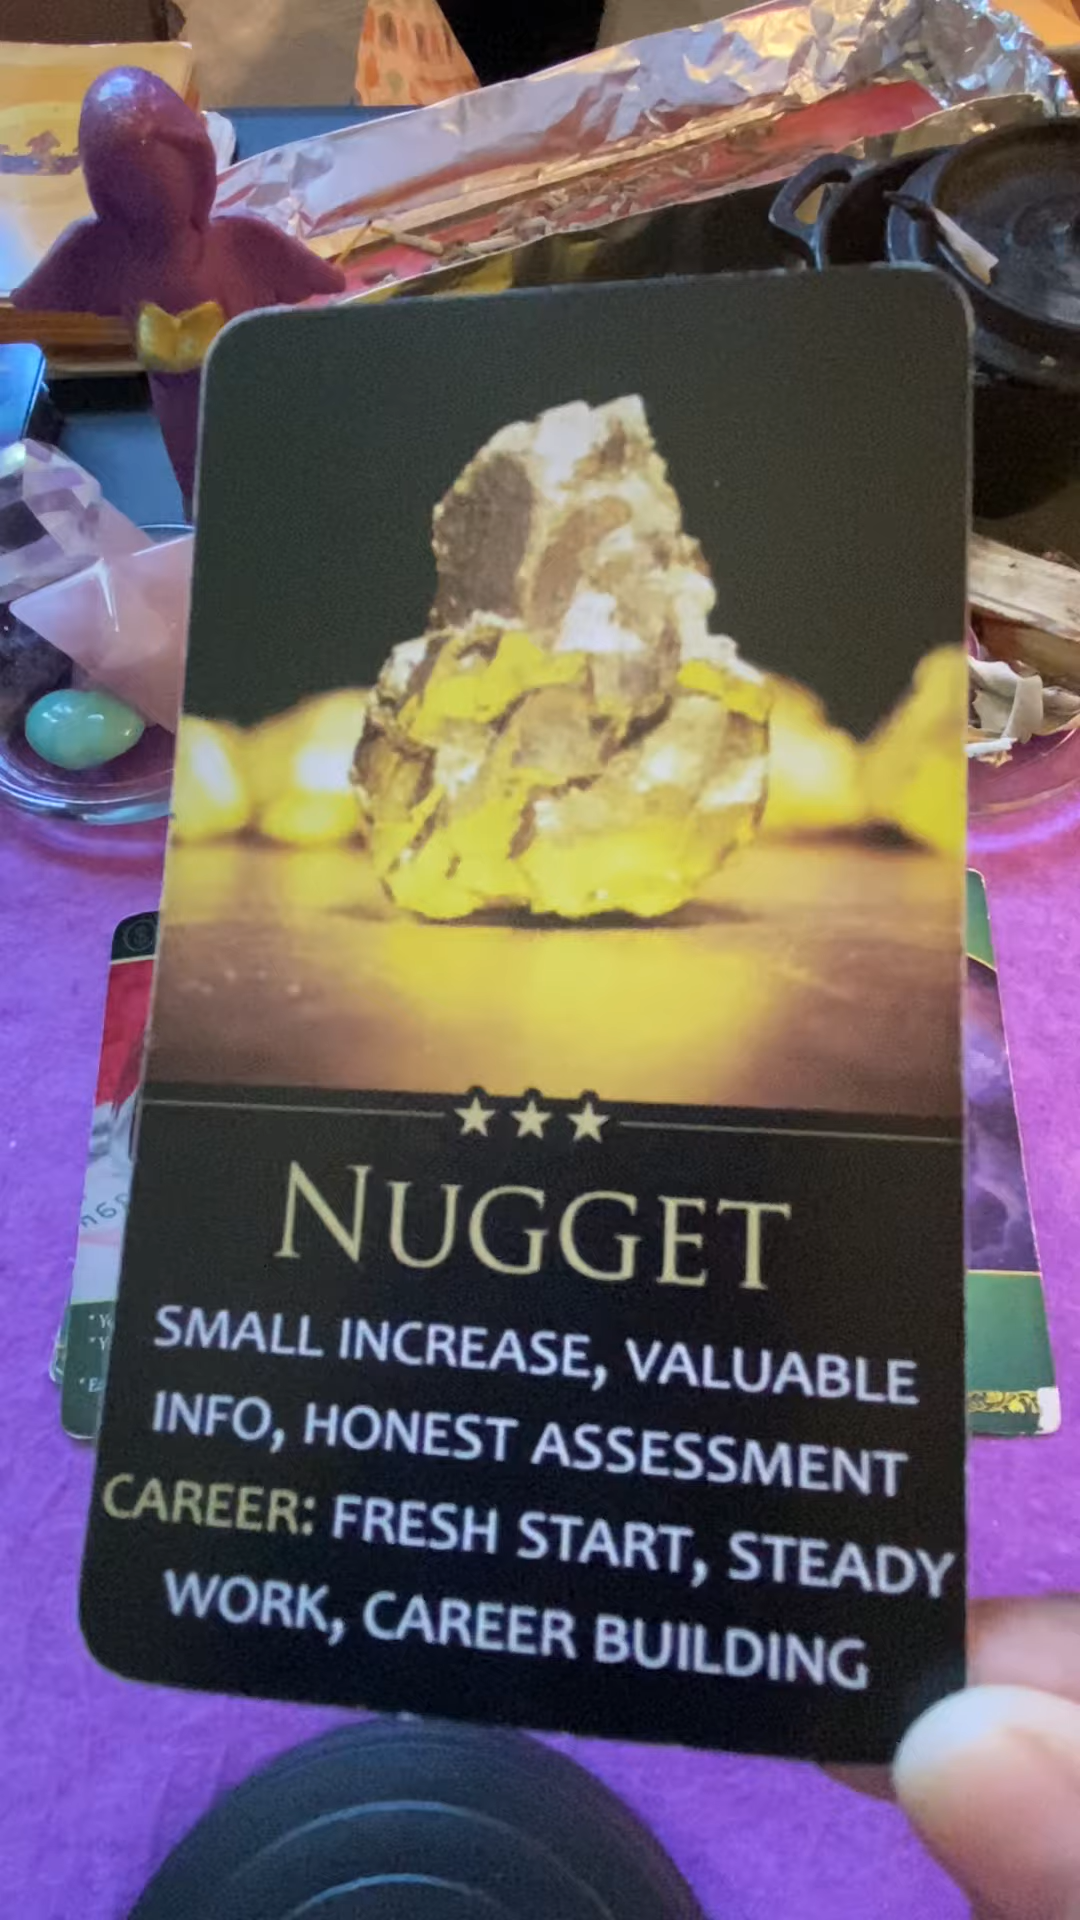 NUGGET
SMALL INCREASE, VALUABLE
INFO, HONEST ASSESSMENT
CAREER: FRESH START, STEADY
WORK, CAREER BUILDING